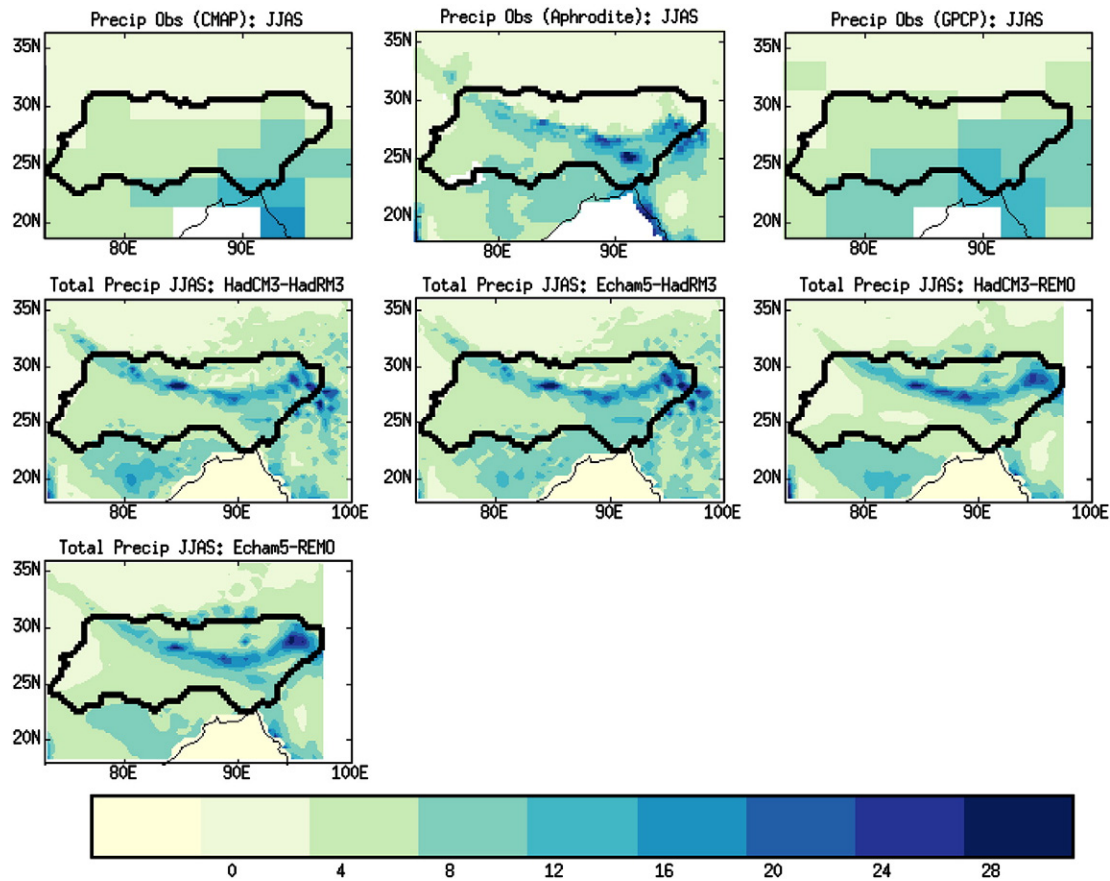 Precip Obs (CMAP): JJAS Precip Obs (Aphrodite): JJAS Precip Obs (GPCP): JJAS
35N 35N 35N
30N 30N 30N
25N 25N 25N
20N 20N 20N
80E 90E 80E 90E 80E 90E
Total Precip JJAS: HadCM3-HadRM3 Total Precip JJAS: Echam5-HadRM3 Total Precip JJAS: HadCM3-REMO
35N 35N 35N
30N 30N 30N
25N 25N 25N
20N 20N 20N
80E 90E 100E 80E 90E 100E 80E 90E 100E
Total Precip JJAS: Echam5-REMO
35N
30N
25N
20N
80E 90E 100E
0 4 8 12 16 20 24 28